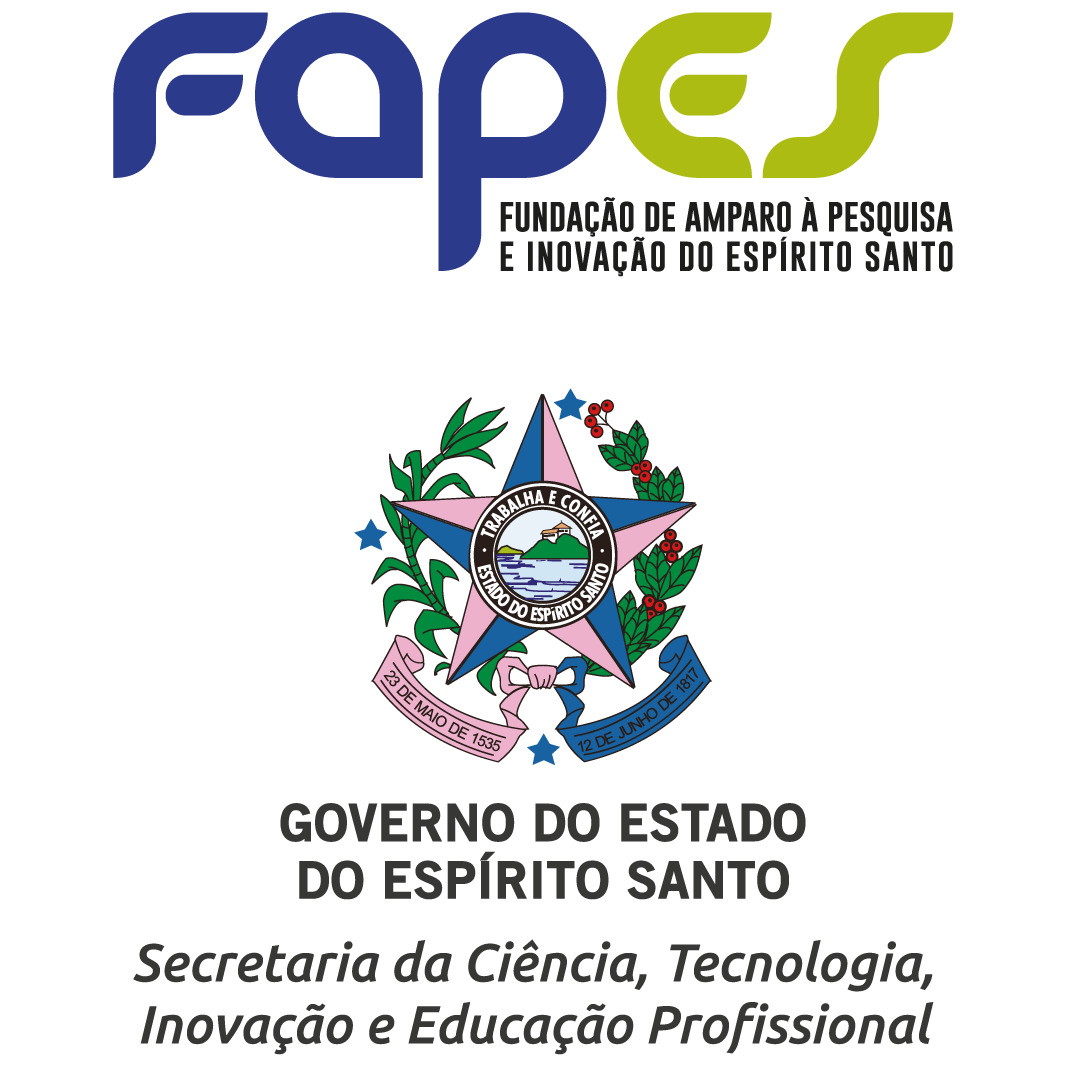 FAPES
FUNDAÇÃO DE AMPARO À PESQUISA
E INOVAÇÃO DO ESPÍRITO SANTO
TRABALHA E CONFIA
ESTADO DO ESPÍRITO SANTO
23 DE MAIO DE 1535
12 DE JUNHO DE 1817
GOVERNO DO ESTADO
DO ESPÍRITO SANTO
Secretaria da Ciência, Tecnologia,
Inovação e Educação Profissional